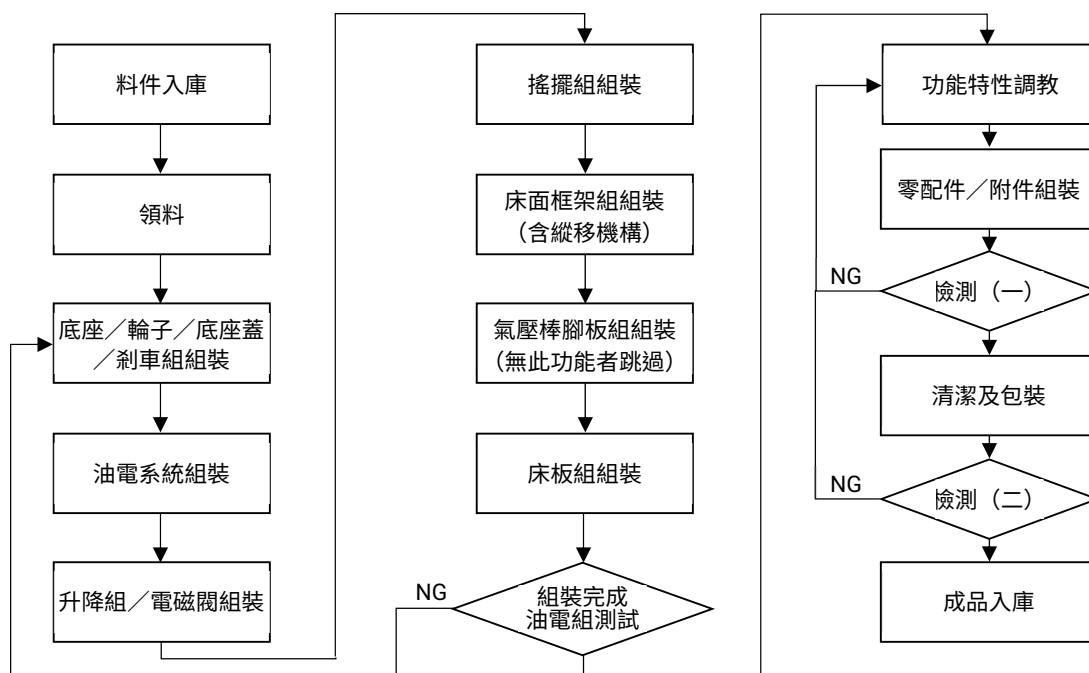 料件入庫
領料
底座／輪子／底座蓋
／剎車組組裝
油電系統組裝
升降組／電磁閥組裝
搖擺組組裝
床面框架組組裝
（含縱移機構）
氣壓棒腳板組組裝
（無此功能者跳過）
床板組組裝
NG
組裝完成
油電組測試
功能特性調教
零配件／附件組裝
NG
檢測（一）
清潔及包裝
NG
檢測（二）
成品入庫